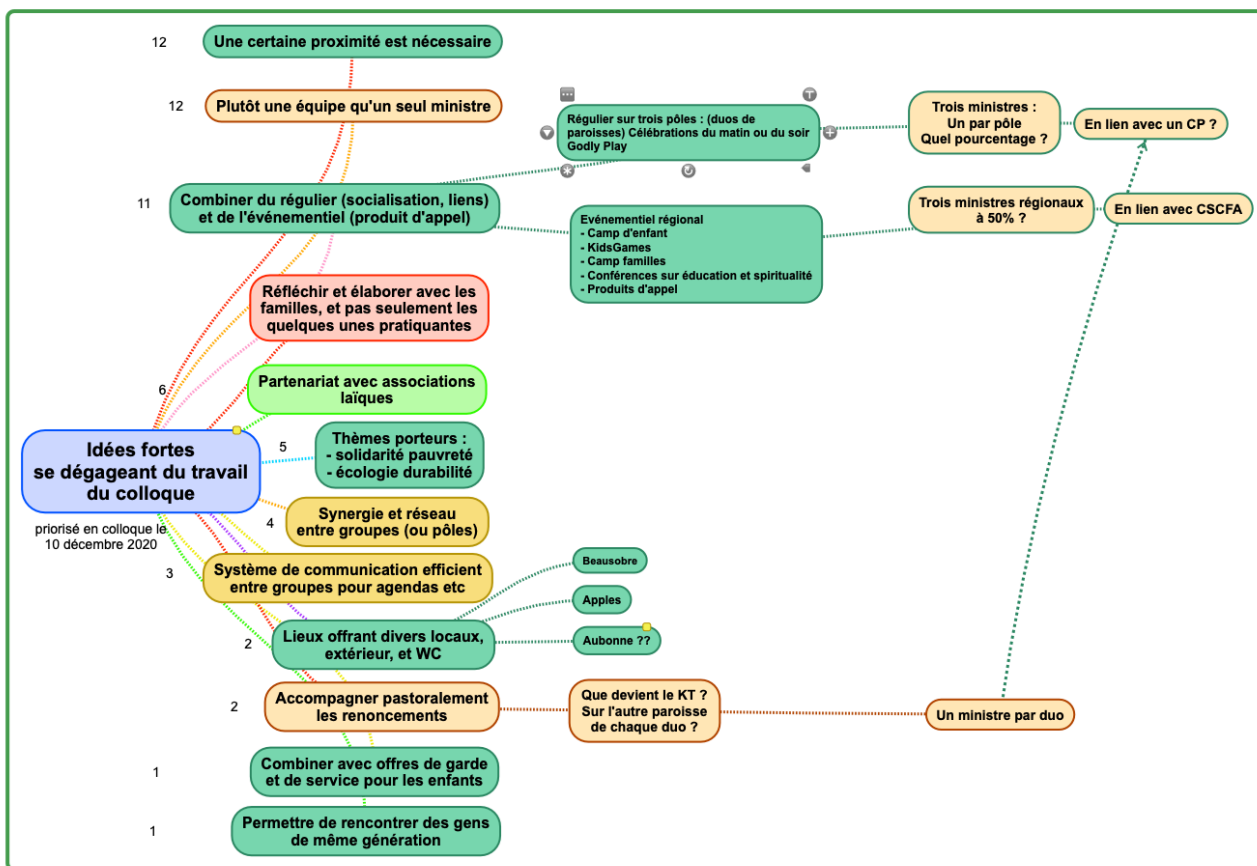 12
Une certaine proximité est nécessaire
12
Plutôt une équipe qu'un seul ministre
Régulier sur trois pôles : (duos de
paroisses) Célébrations du matin ou du soir
Godly Play
Trois ministres :
Un par pôle
Quel pourcentage ?
En lien avec un CP ?
11
Combiner du régulier (socialisation, liens)
et de l'événementiel (produit d'appel)
Evénementiel régional
- Camp d'enfant
- KidsGames
- Camp familles
- Conférences sur éducation et spiritualité
- Produits d'appel
Trois ministres régionaux
à 50% ?
En lien avec CSCFA
Réfléchir et élaborer avec les
familles, et pas seulement les
quelques unes pratiquantes
6
Partenariat avec associations
laïques
Idées fortes
se dégageant du travail
du colloque
priorisé en colloque le
10 décembre 2020
5
Thèmes porteurs :
- solidarité pauvreté
- écologie durabilité
4
Synergie et réseau
entre groupes (ou pôles)
3
Système de communication efficient
entre groupes pour agendas etc
2
Lieux offrant divers locaux,
extérieur, et WC
Beausobre
Apples
Aubonne ??
2
Accompagner pastoralement
les renoncements
Que devient le KT ?
Sur l'autre paroisse
de chaque duo ?
Un ministre par duo
1
Combiner avec offres de garde
et de service pour les enfants
1
Permettre de rencontrer des gens
de même génération